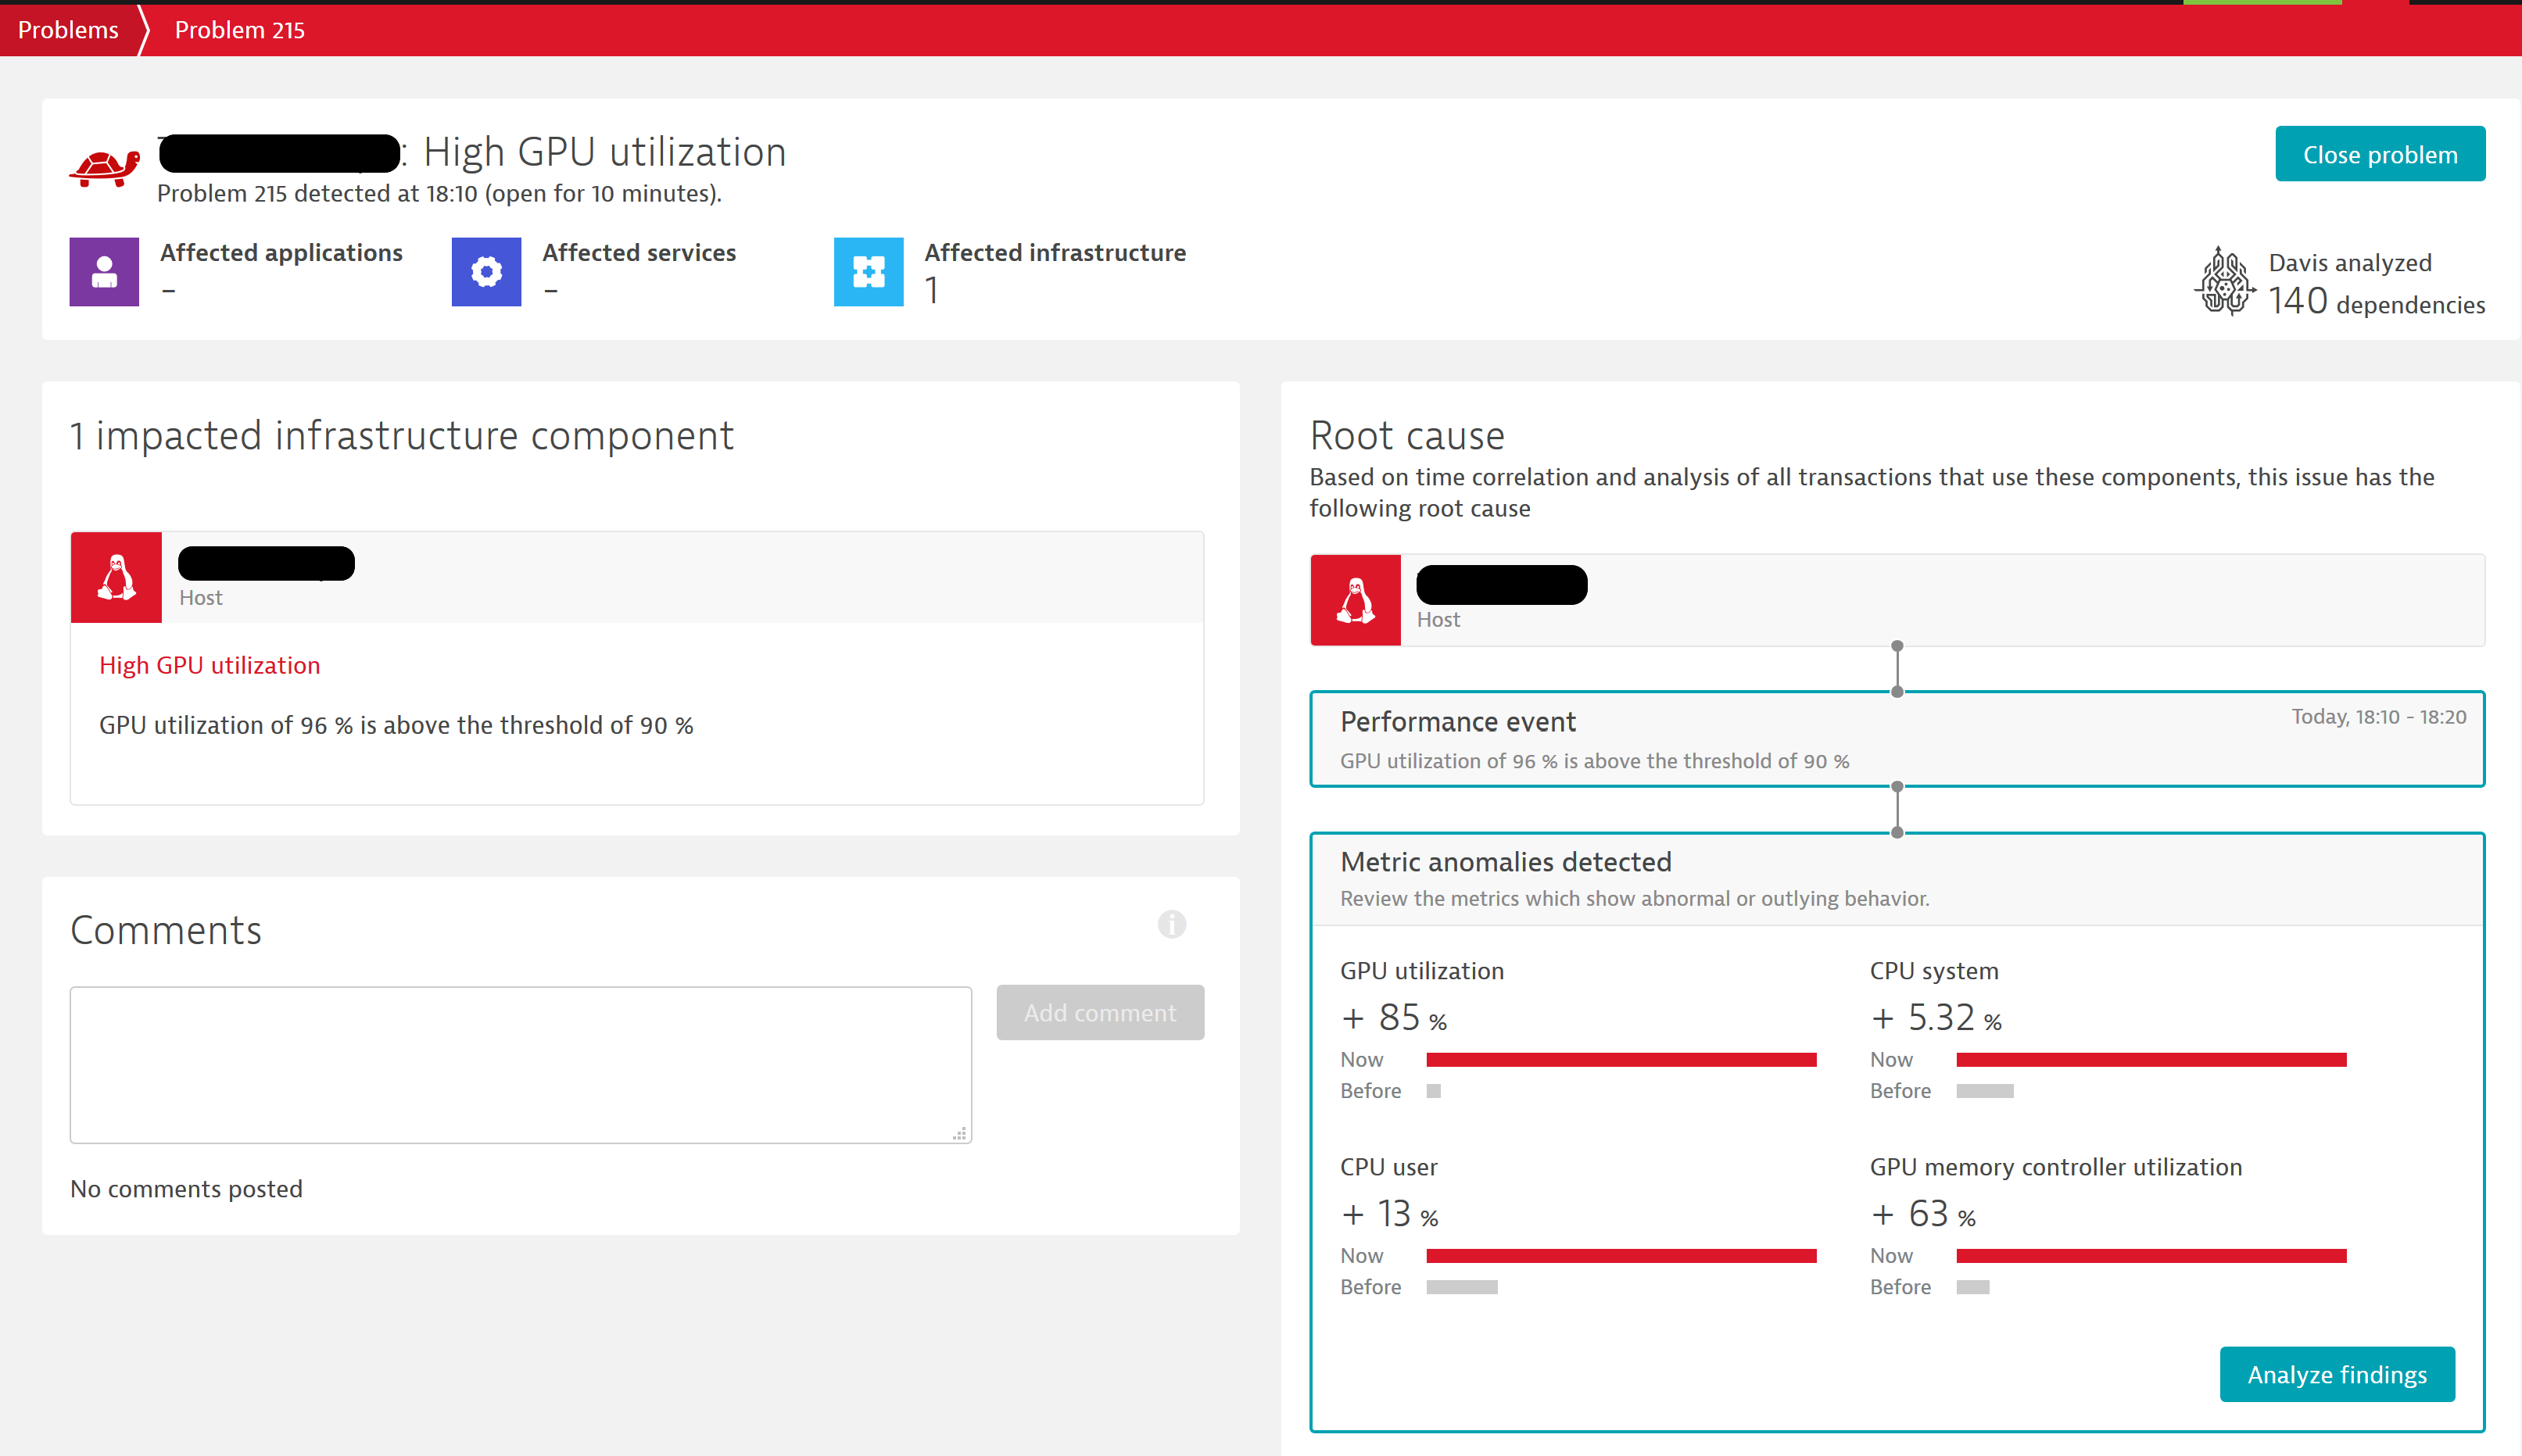 Problems
Problem 215
: High GPU utilization
Problem 215 detected at 18:10 (open for 10 minutes).
Close problem
Affected applications
–
Affected services
–
Affected infrastructure
1
Davis analyzed
140 dependencies
1 impacted infrastructure component
Host
High GPU utilization
GPU utilization of 96 % is above the threshold of 90 %
Comments
Add comment
No comments posted
Root cause
Based on time correlation and analysis of all transactions that use these components, this issue has the
following root cause
Host
Performance event
Today, 18:10 - 18:20
GPU utilization of 96 % is above the threshold of 90 %
Metric anomalies detected
Review the metrics which show abnormal or outlying behavior.
GPU utilization
+ 85 %
Now
Before
CPU system
+ 5.32 %
Now
Before
CPU user
+ 13 %
Now
Before
GPU memory controller utilization
+ 63 %
Now
Before
Analyze findings